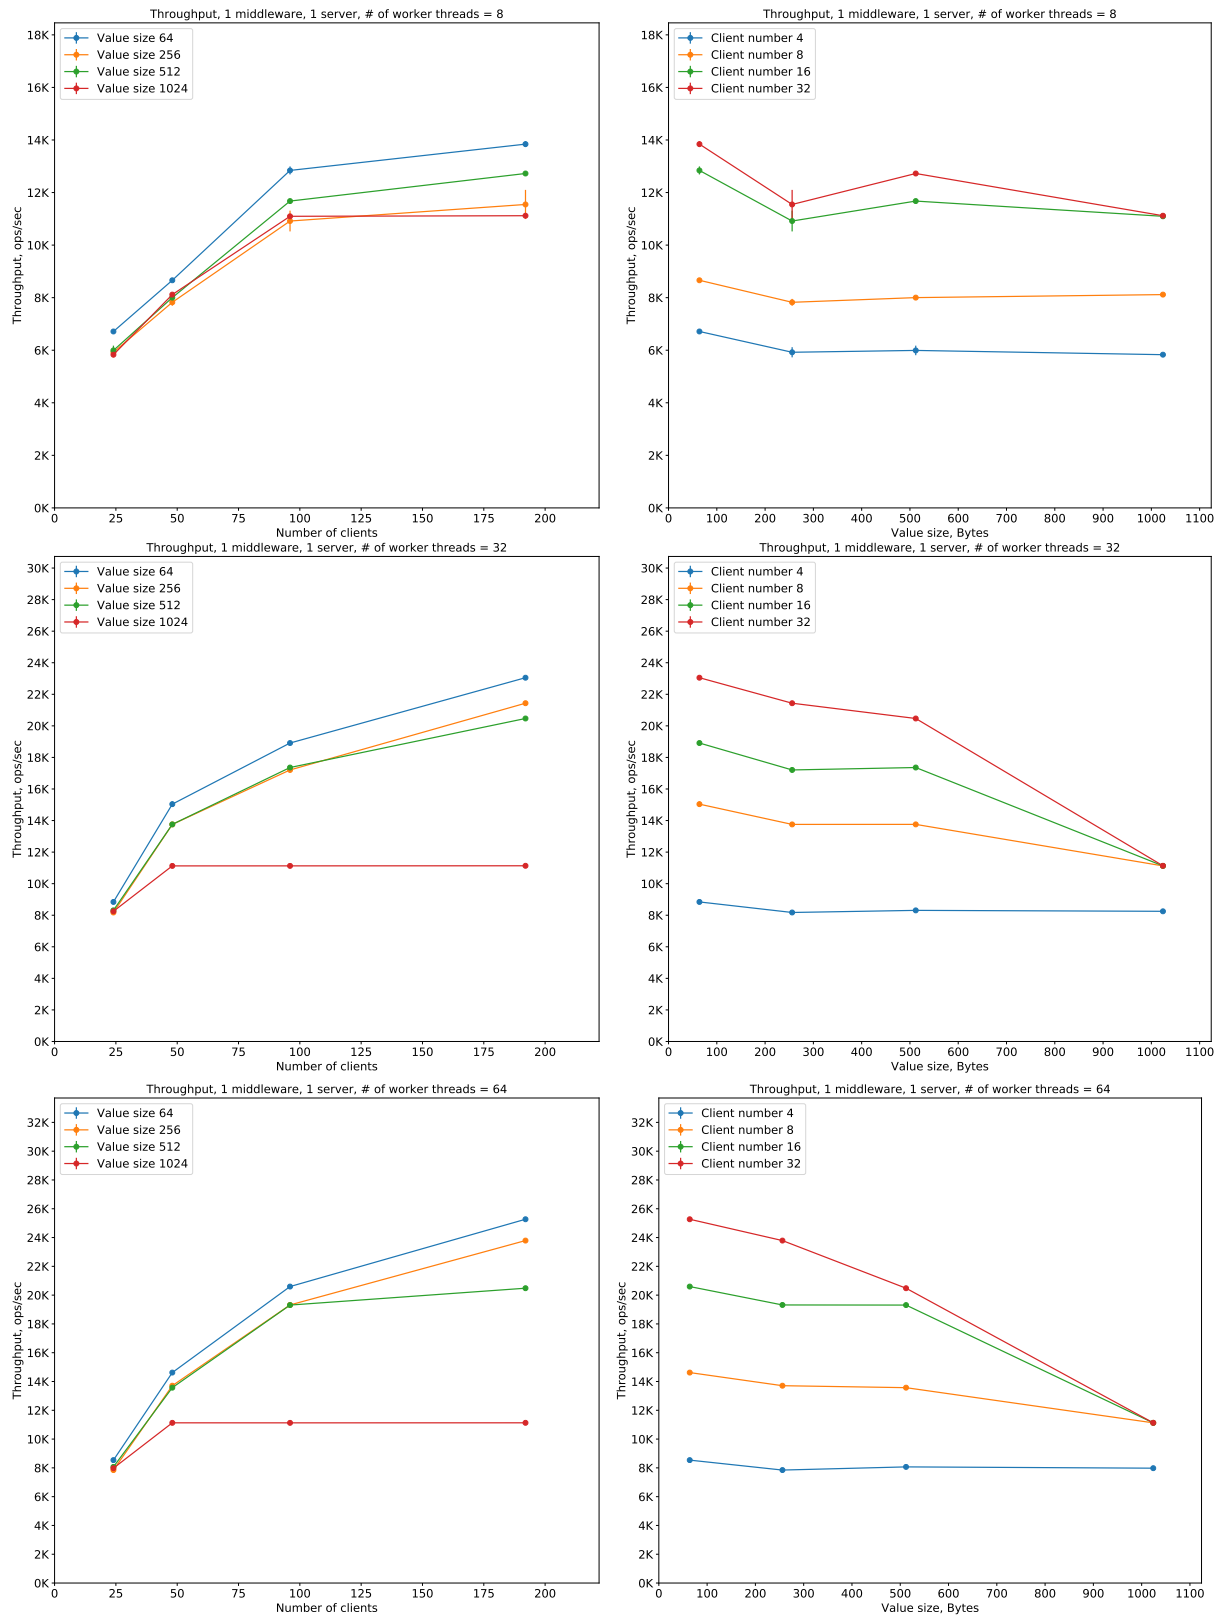 Throughput, 1 middleware, 1 server, # of worker threads = 8
Value size 64
Value size 256
Value size 512
Value size 1024
18K
16K
14K
12K
10K
8K
6K
4K
2K
0K
Throughput, ops/sec
0 25 50 75 100 125 150 175 200
Number of clients
Throughput, 1 middleware, 1 server, # of worker threads = 8
Client number 4
Client number 8
Client number 16
Client number 32
18K
16K
14K
12K
10K
8K
6K
4K
2K
0K
Throughput, ops/sec
0 100 200 300 400 500 600 700 800 900 1000 1100
Value size, Bytes
Throughput, 1 middleware, 1 server, # of worker threads = 32
Value size 64
Value size 256
Value size 512
Value size 1024
30K
28K
26K
24K
22K
20K
18K
16K
14K
12K
10K
8K
6K
4K
2K
0K
Throughput, ops/sec
0 25 50 75 100 125 150 175 200
Number of clients
Throughput, 1 middleware, 1 server, # of worker threads = 32
Client number 4
Client number 8
Client number 16
Client number 32
30K
28K
26K
24K
22K
20K
18K
16K
14K
12K
10K
8K
6K
4K
2K
0K
Throughput, ops/sec
0 100 200 300 400 500 600 700 800 900 1000 1100
Value size, Bytes
Throughput, 1 middleware, 1 server, # of worker threads = 64
Value size 64
Value size 256
Value size 512
Value size 1024
32K
30K
28K
26K
24K
22K
20K
18K
16K
14K
12K
10K
8K
6K
4K
2K
0K
Throughput, ops/sec
0 25 50 75 100 125 150 175 200
Number of clients
Throughput, 1 middleware, 1 server, # of worker threads = 64
Client number 4
Client number 8
Client number 16
Client number 32
32K
30K
28K
26K
24K
22K
20K
18K
16K
14K
12K
10K
8K
6K
4K
2K
0K
Throughput, ops/sec
0 100 200 300 400 500 600 700 800 900 1000 1100
Value size, Bytes